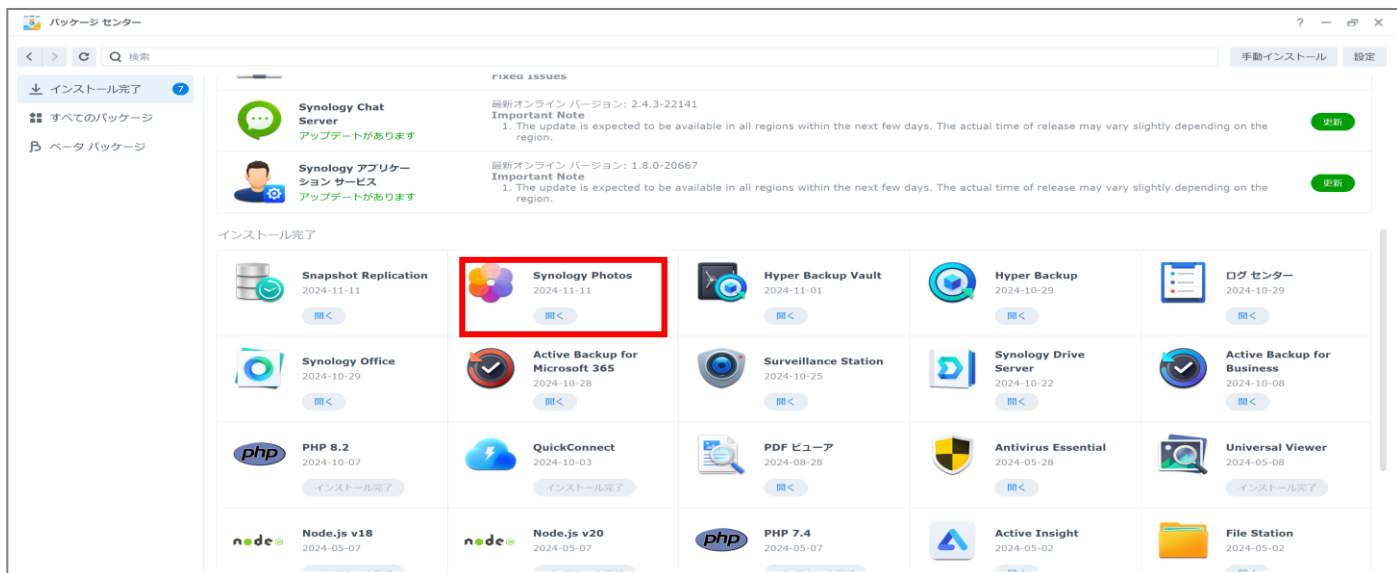 パッケージ センター
検索
手動インストール
設定
インストール完了
7
すべてのパッケージ
ベータ パッケージ
Fixed Issues
Synology Chat
Server
アップデートがあります
最新オンライン バージョン: 2.4.3-22141
Important Note
1. The update is expected to be available in all regions within the next few days. The actual time of release may vary slightly depending on the
region.
更新
Synology アプリケー
ション サービス
アップデートがあります
最新オンライン バージョン: 1.8.0-20667
Important Note
1. The update is expected to be available in all regions within the next few days. The actual time of release may vary slightly depending on the
region.
更新
インストール完了
Snapshot Replication
2024-11-11
開く
Synology Photos
2024-11-11
開く
Hyper Backup Vault
2024-11-01
開く
Hyper Backup
2024-10-29
開く
ログ センター
2024-10-29
開く
Synology Office
2024-10-29
開く
Active Backup for
Microsoft 365
2024-10-28
開く
Surveillance Station
2024-10-25
開く
Synology Drive
Server
2024-10-22
開く
Active Backup for
Business
2024-10-08
開く
php
PHP 8.2
2024-10-07
インストール完了
QuickConnect
2024-10-03
インストール完了
PDF ビューア
2024-08-28
開く
Antivirus Essential
2024-05-28
開く
Universal Viewer
2024-05-08
インストール完了
node
Node.js v18
2024-05-07
node
Node.js v20
2024-05-07
php
PHP 7.4
2024-05-07
Active Insight
2024-05-02
File Station
2024-05-02